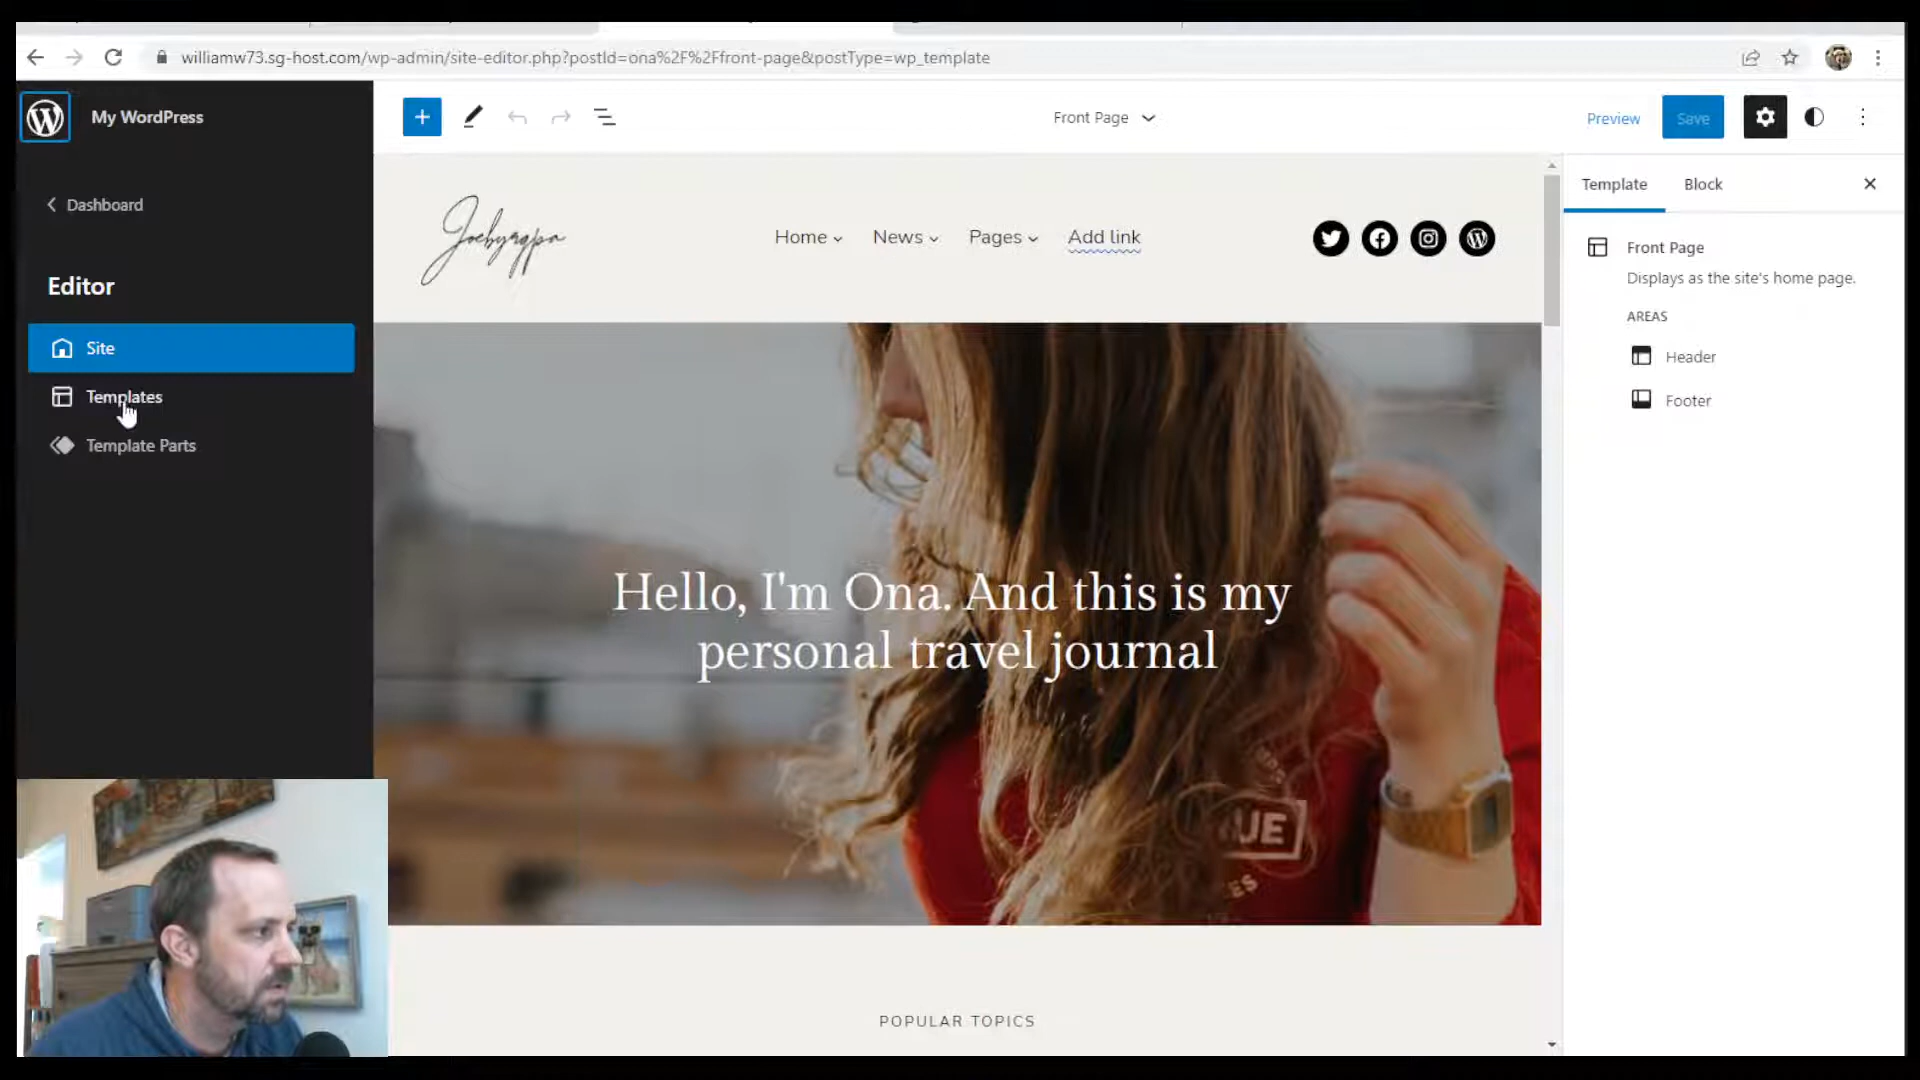 williamw73.sg-host.com/wp-admin/site-editor.php?postId=ona%2F%2Ffront-page&postType=wp_template
My WordPress
Front Page
Preview
Save
Dashboard
Editor
Site
Templates
Template Parts
Home
News
Pages
Add link
Hello, I'm Ona. And this is my
personal travel journal
UE
ES
POPULAR TOPICS
Template
Block
Front Page
Displays as the site's home page.
AREAS
Header
Footer